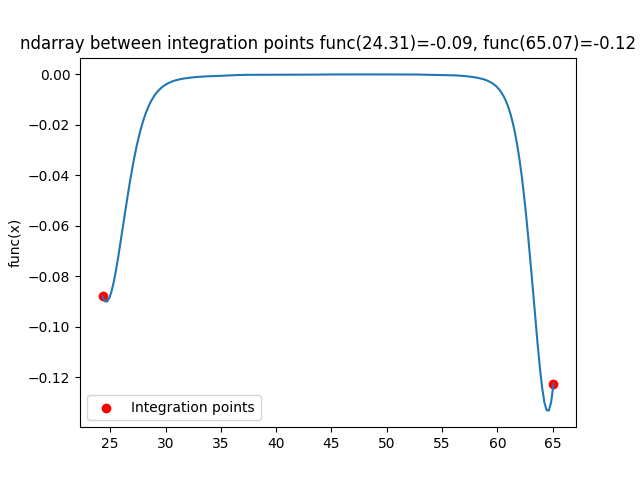 ndarray between integration points func(24.31)=-0.09, func(65.07)=-0.12
0.00
−0.02
−0.04
−0.06
−0.08
−0.10
−0.12
func(x)
Integration points
25 30 35 40 45 50 55 60 65